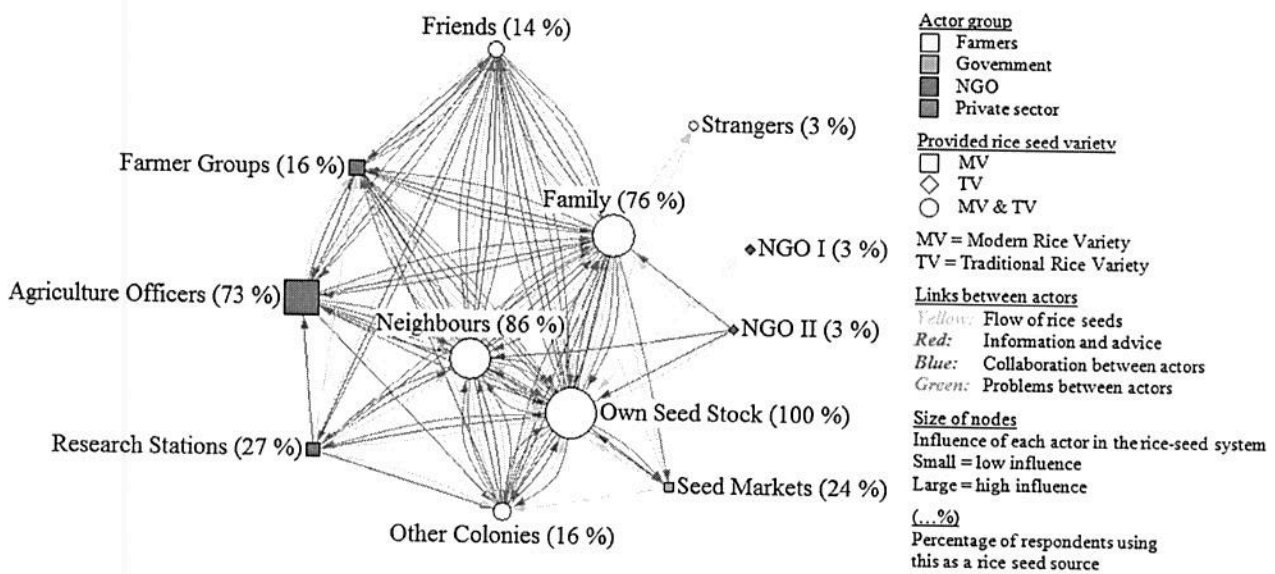 Friends (14 %)
Strangers (3 %)
Farmer Groups (16 %)
Family (76 %)
NGO I (3 %)
Agriculture Officers (73 %)
Neighbours (86 %)
NGO II (3 %)
Own Seed Stock (100 %)
Research Stations (27 %)
Seed Markets (24 %)
Other Colonies (16 %)
Actor group
Farmers
Government
NGO
Private sector
Provided rice seed variety
MV
TV
MV & TV
MV = Modern Rice Variety
TV = Traditional Rice Variety
Links between actors
Yellow: Flow of rice seeds
Red: Information and advice
Blue: Collaboration between actors
Green: Problems between actors
Size of nodes
Influence of each actor in the rice-seed system
Small = low influence
Large = high influence
(...%)
Percentage of respondents using
this as a rice seed source